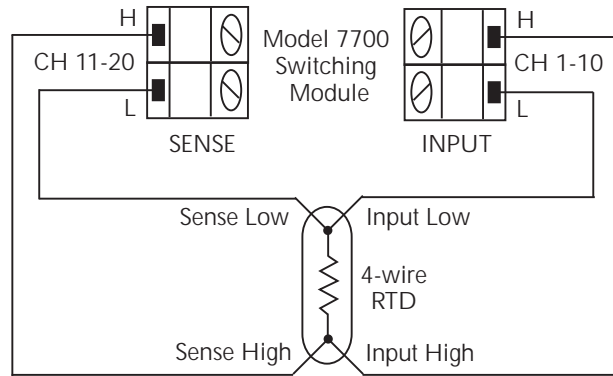 H
CH 11-20
L
SENSE
Model 7700
Switching
Module
H
CH 1-10
L
INPUT
Sense Low
Input Low
4-wire
RTD
Sense High
Input High